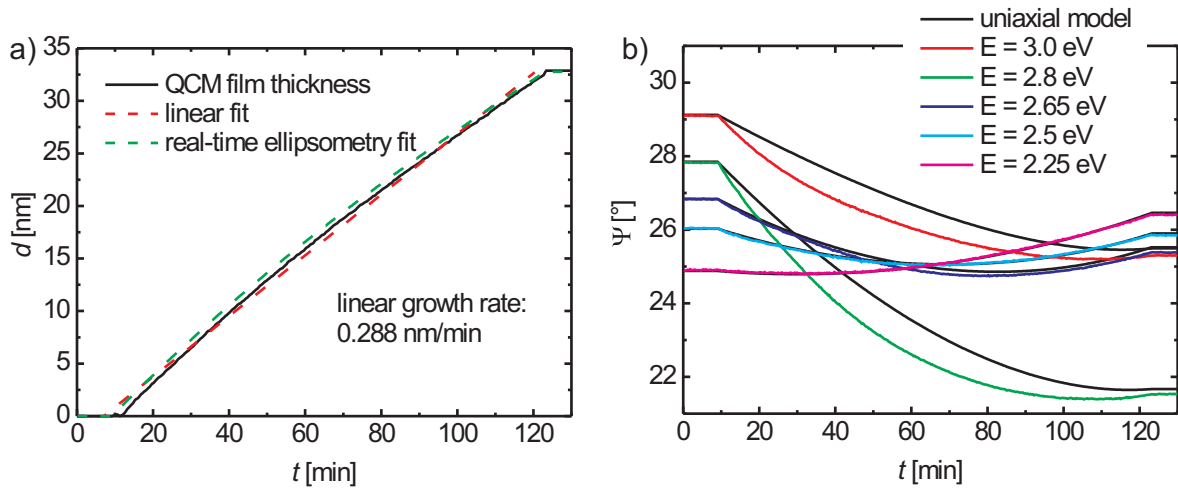 a)
35
30
25
20
15
10
5
0
d [nm]
QCM film thickness
linear fit
real-time ellipsometry fit
linear growth rate:
0.288 nm/min
0 20 40 60 80 100 120
t [min]
b)
uniaxial model
E = 3.0 eV
E = 2.8 eV
E = 2.65 eV
E = 2.5 eV
E = 2.25 eV
30
28
26
24
22
Ψ [°]
0 20 40 60 80 100 120
t [min]